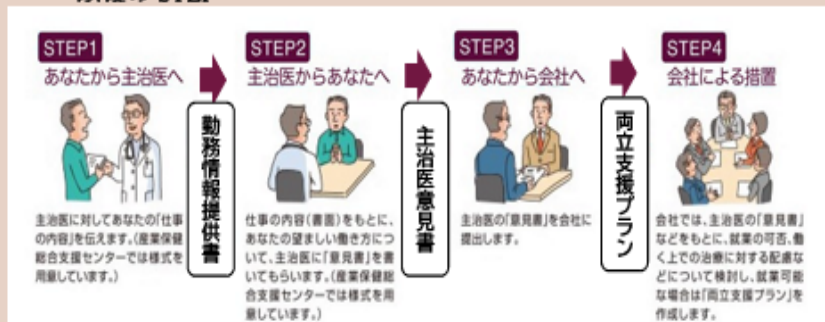 STEP1
あなたから主治医へ
主治医に対してあなたの「仕事
の内容」を伝えます。(産業保健
総合支援センターでは様式を
用意しています。)
勤務情報提供書
STEP2
主治医からあなたへ
仕事の内容(書面)をもとに、
あなたの望ましい働き方につ
いて、主治医に「意見書」を書
いてもらいます。(産業保健総
合支援センターでは様式を用
意しています。)
主治医意見書
STEP3
あなたから会社へ
主治医の「意見書」を会社に
提出します。
両立支援プラン
STEP4
会社による措置
会社では、主治医の「意見書」
などをもとに、就業の可否、働
く上での治療に対する配慮な
どについて検討し、就業可能
な場合は「両立支援プラン」を
作成します。